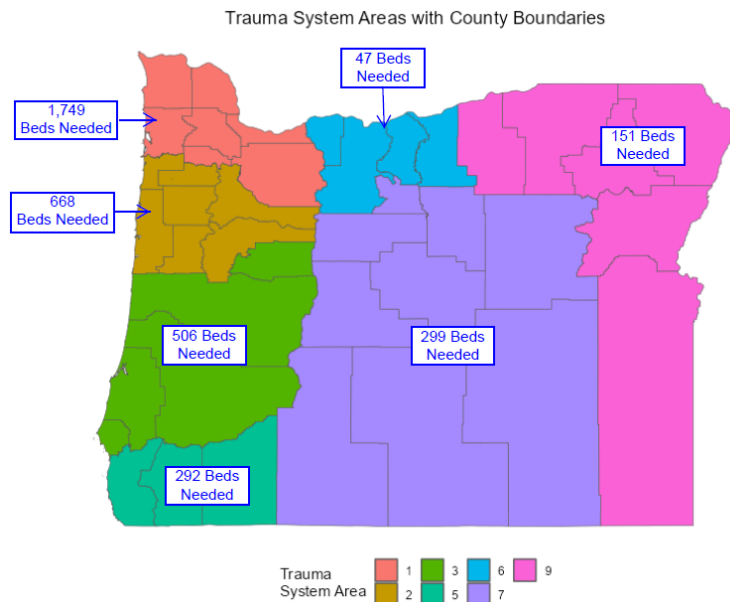 Trauma System Areas with County Boundaries
47 Beds
Needed
1,749
Beds Needed
151 Beds
Needed
668
Beds Needed
506 Beds
Needed
299 Beds
Needed
292 Beds
Needed
Trauma
System Area
1
3
6
9
2
5
7